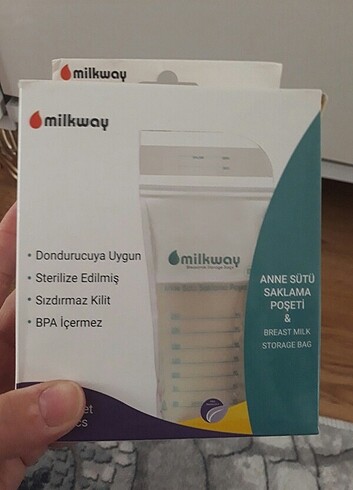 milkway
milkway
milkway
• Dondurucuya Uygun
• Sterilize Edilmiş
• Sızdırmaz Kilit
• BPA İçermez
ANNE SÜTÜ
SAKLAMA
POŞETİ
&
BREAST MILK
STORAGE BAG